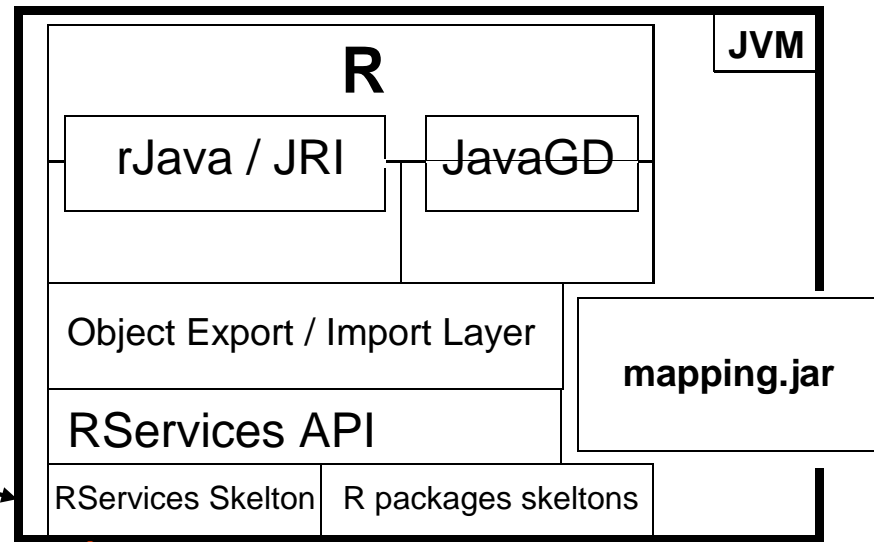 JVM
R
rJava / JRI
JavaGD
Object Export / Import Layer
mapping.jar
RServices API
RServices Skelton
R packages skeltons